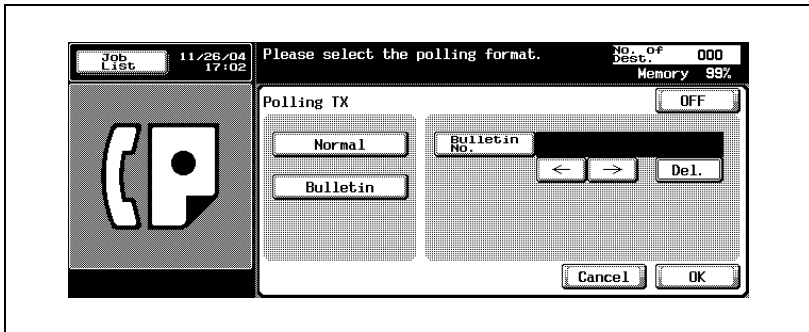 Job List
11/26/04
17:02
Please select the polling format.
No. of Dest.
000
Memory 99%
Polling TX
OFF
Normal
Bulletin No.
← →
Del.
Bulletin
Cancel
OK